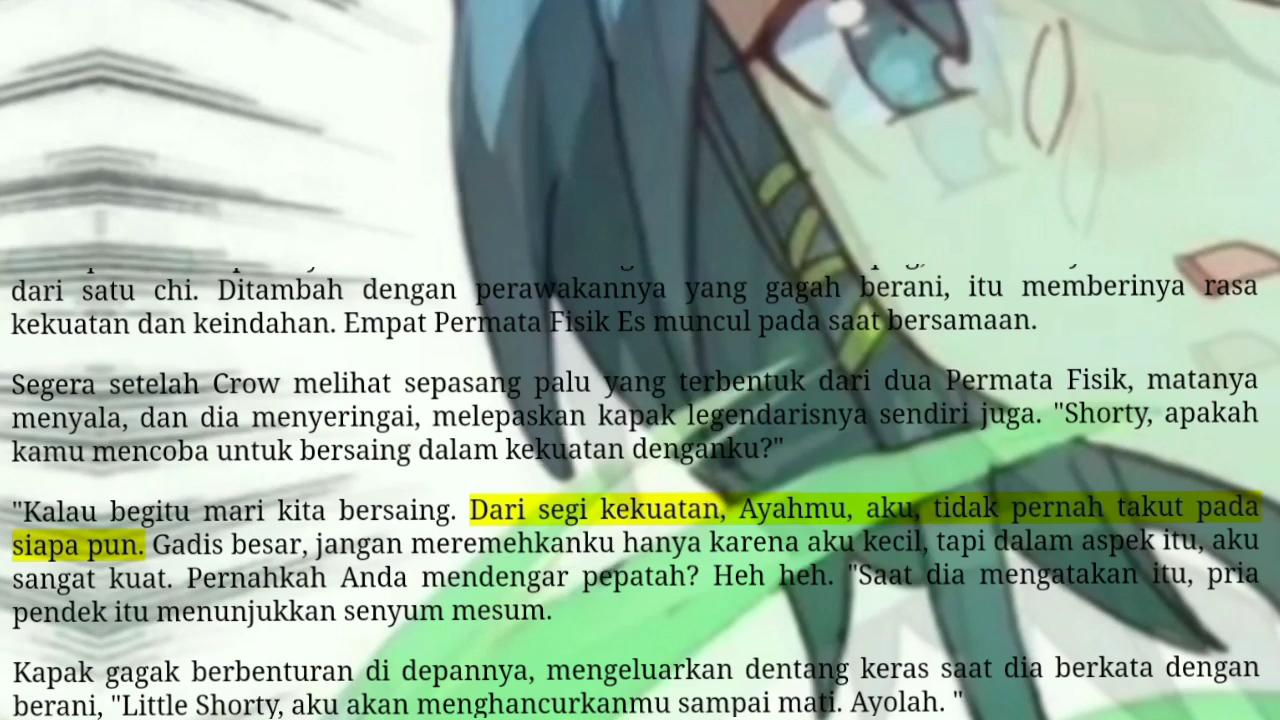 dari satu chi. Ditambah dengan perawakannya yang gagah berani, itu memberinya rasa
kekuatan dan keindahan. Empat Permata Fisik Es muncul pada saat bersamaan.
Segera setelah Crow melihat sepasang palu yang terbentuk dari dua Permata Fisik, matanya
menyala, dan dia menyeringai, melepaskan kapak legendarisnya sendiri juga. "Shorty, apakah
kamu mencoba untuk bersaing dalam kekuatan denganku?"
"Kalau begitu mari kita bersaing. Dari segi kekuatan, Ayahmu, aku, tidak pernah takut pada
siapa pun. Gadis besar, jangan meremehkanku hanya karena aku kecil, tapi dalam aspek itu, aku
sangat kuat. Pernahkah Anda mendengar pepatah? Heh heh. "Saat dia mengatakan itu, pria
pendek itu menunjukkan senyum mesum.
Kapak gagak berbenturan di depannya, mengeluarkan dentang keras saat dia berkata dengan
berani, "Little Shorty, aku akan menghancurkanmu sampai mati. Ayolah. "